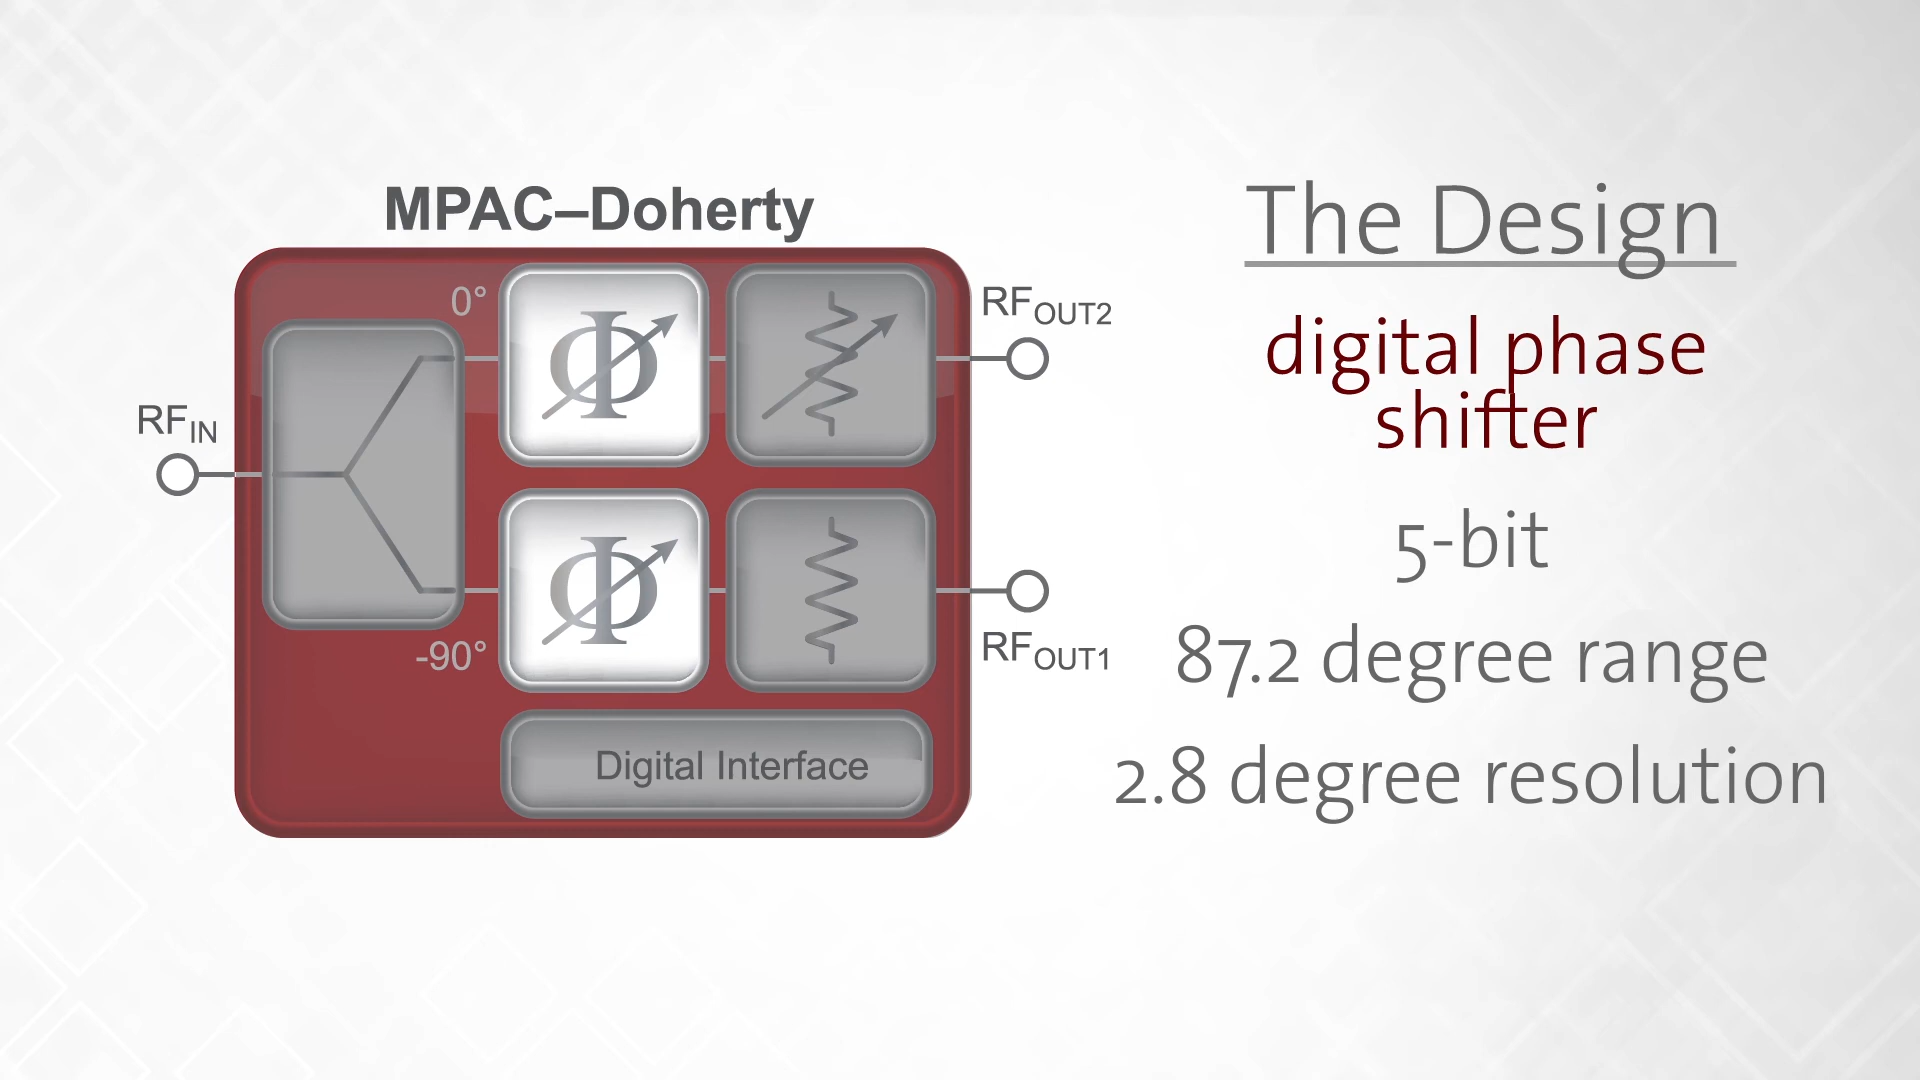 MPAC–Doherty
The Design
0°
RFOUT2
digital phase
shifter
RFIN
5-bit
-90°
RFOUT1
87.2 degree range
Φ
Φ
Digital Interface
2.8 degree resolution